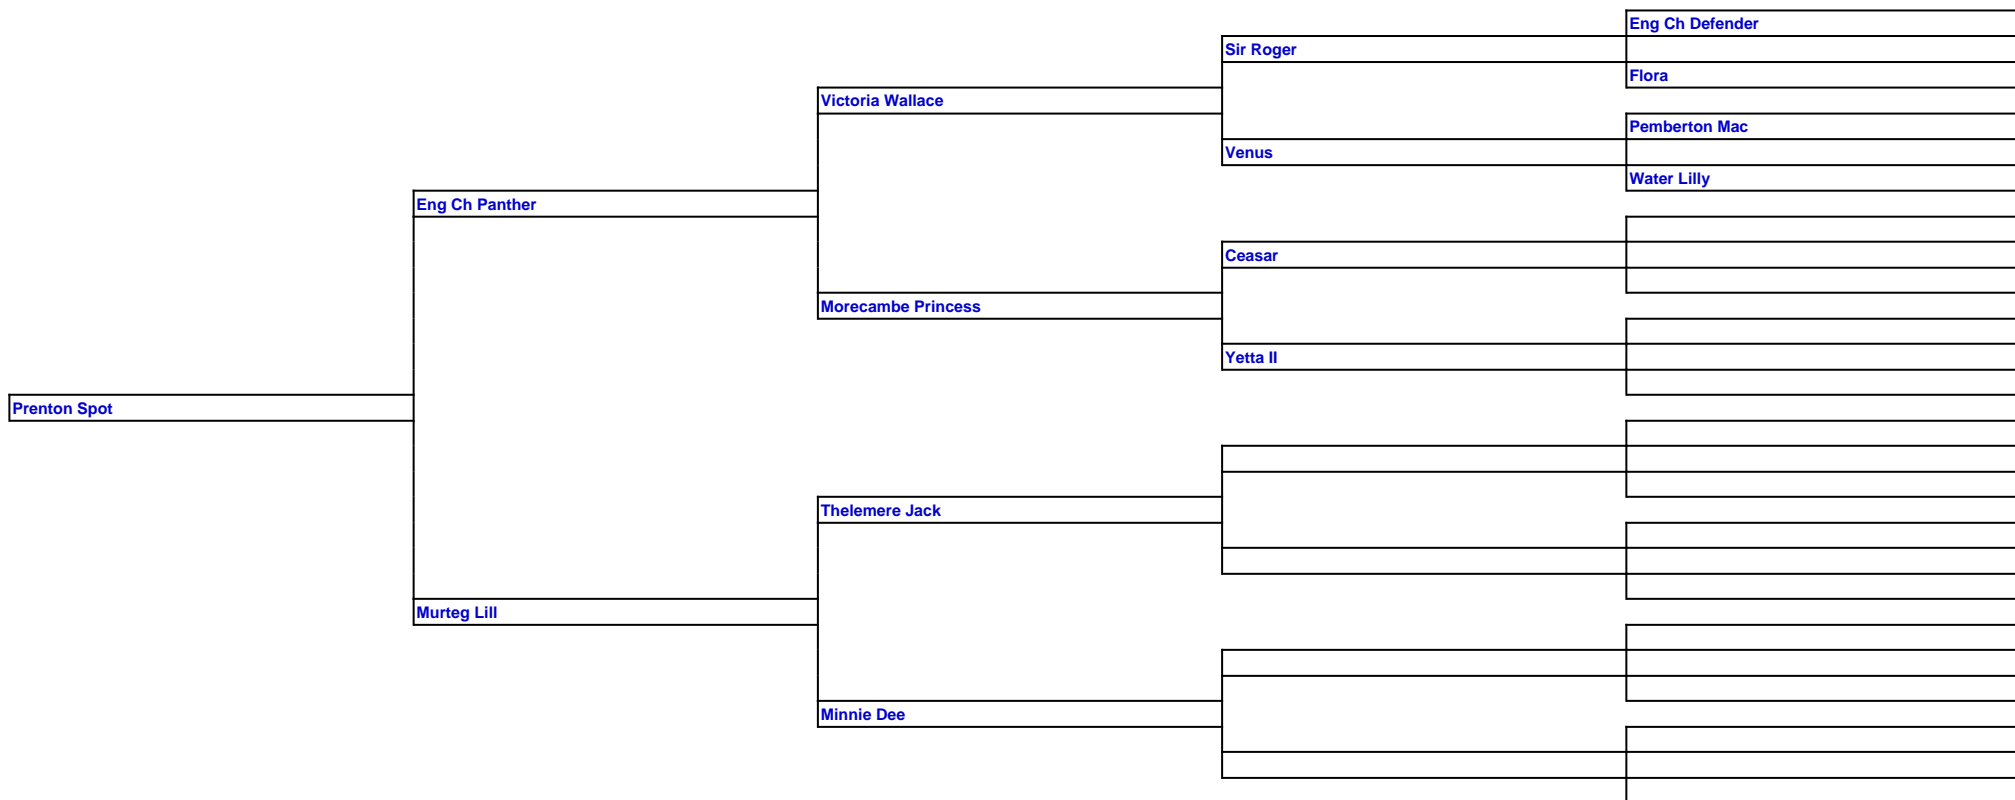 Eng Ch Defender
Sir Roger
Flora
Victoria Wallace
Pemberton Mac
Venus
Water Lilly
Eng Ch Panther
Ceasar
Morecambe Princess
Yetta II
Prenton Spot
Thelemere Jack
Murteg Lill
Minnie Dee